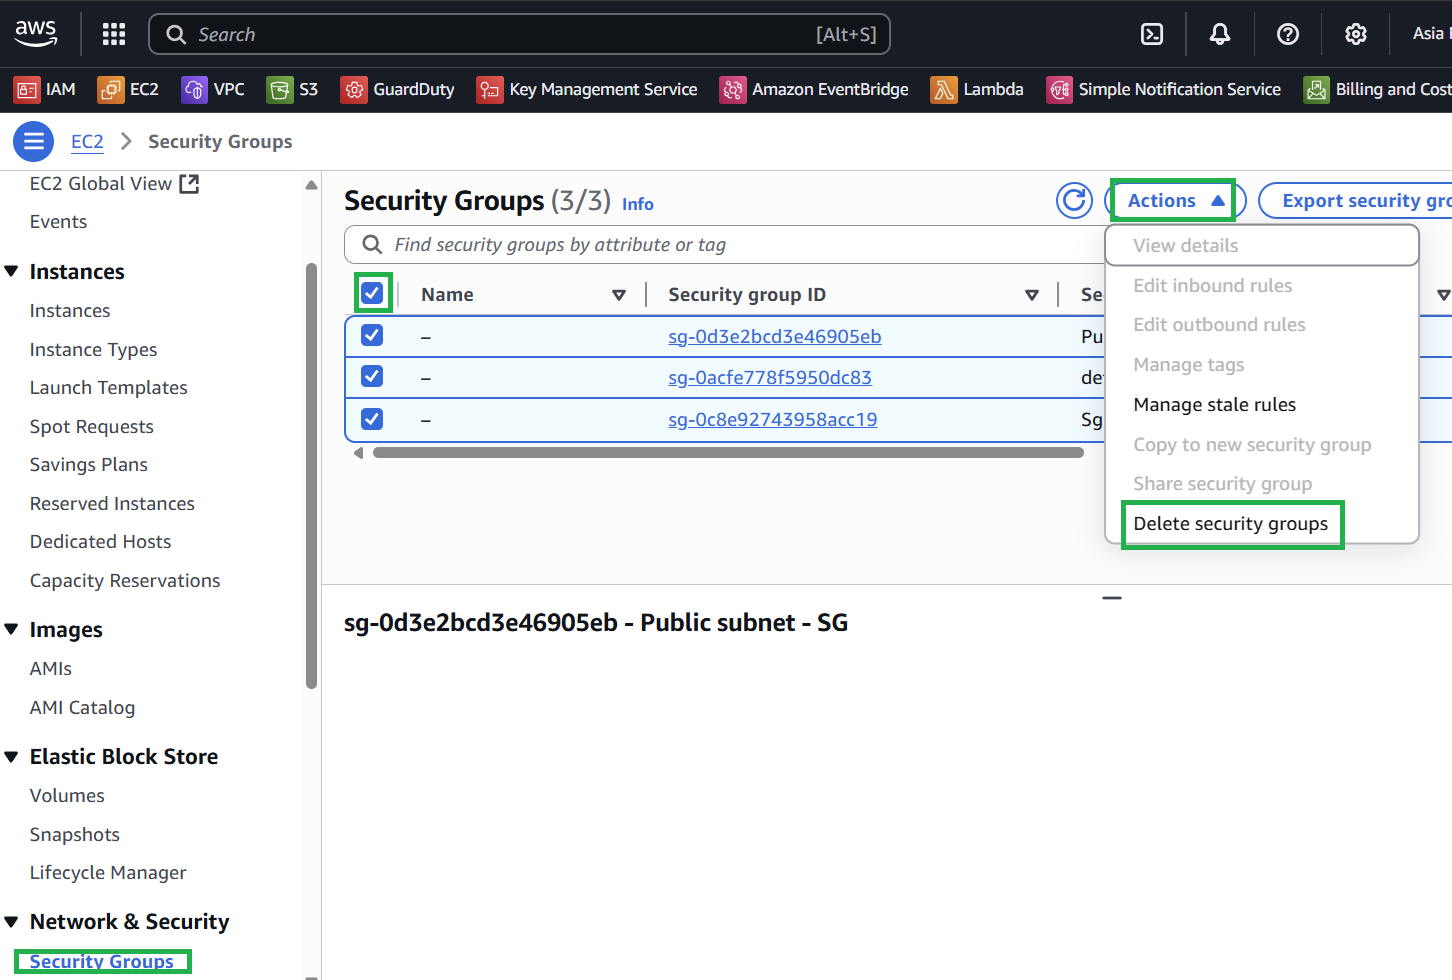 aws
Search [Alt+S]
Asia
IAM EC2 VPC S3 GuardDuty Key Management Service Amazon EventBridge Lambda Simple Notification Service Billing and Cost
EC2 > Security Groups
EC2 Global View
Events
Instances
Instances
Instance Types
Launch Templates
Spot Requests
Savings Plans
Reserved Instances
Dedicated Hosts
Capacity Reservations
Images
AMIs
AMI Catalog
Elastic Block Store
Volumes
Snapshots
Lifecycle Manager
Network & Security
Security Groups
Security Groups (3/3) Info
Actions
Export security gro
Find security groups by attribute or tag
Name Security group ID Se
– sg-0d3e2bcd3e46905eb Pu
– sg-0acfe778f5950dc83 de
– sg-0c8e92743958acc19 Sg
View details
Edit inbound rules
Edit outbound rules
Manage tags
Manage stale rules
Copy to new security group
Share security group
Delete security groups
sg-0d3e2bcd3e46905eb - Public subnet - SG